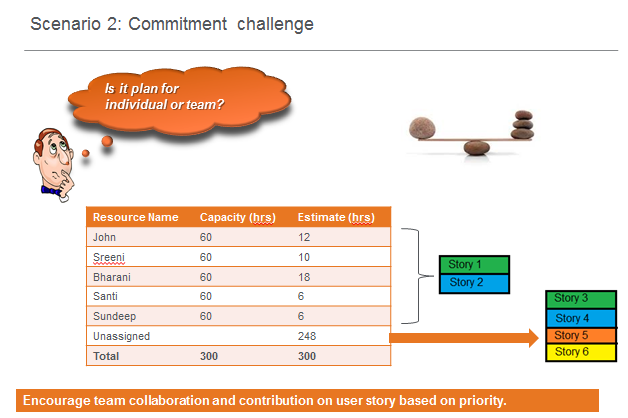 Scenario 2: Commitment challenge
Is it plan for
individual or team?
Resource Name Capacity (hrs) Estimate (hrs)
John 60 12
Sreeni 60 10
Bharani 60 18
Santi 60 6
Sundeep 60 6
Unassigned 248
Total 300 300
Story 1
Story 2
Story 3
Story 4
Story 5
Story 6
Encourage team collaboration and contribution on user story based on priority.